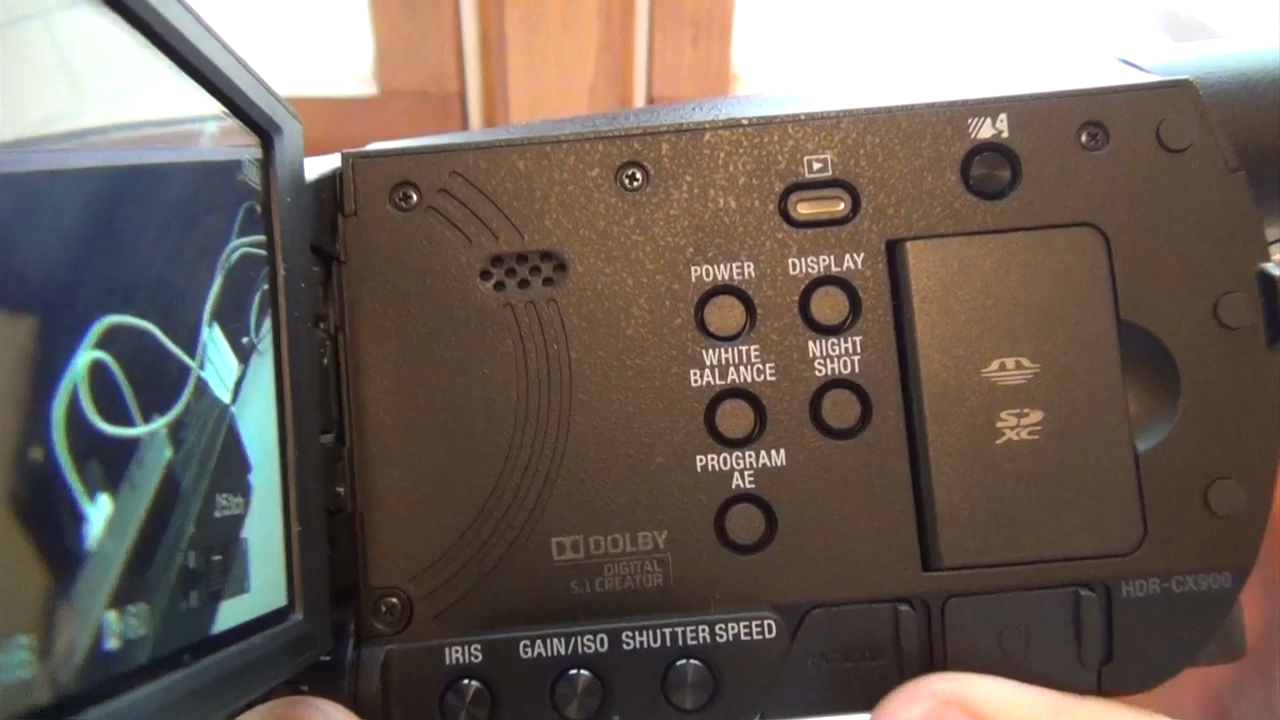 POWER
DISPLAY
WHITE
BALANCE
NIGHT
SHOT
PROGRAM
AE
SD
XC
DOLBY
DIGITAL
5.1 CREATOR
HDR-CX900
IRIS
GAIN/ISO
SHUTTER SPEED